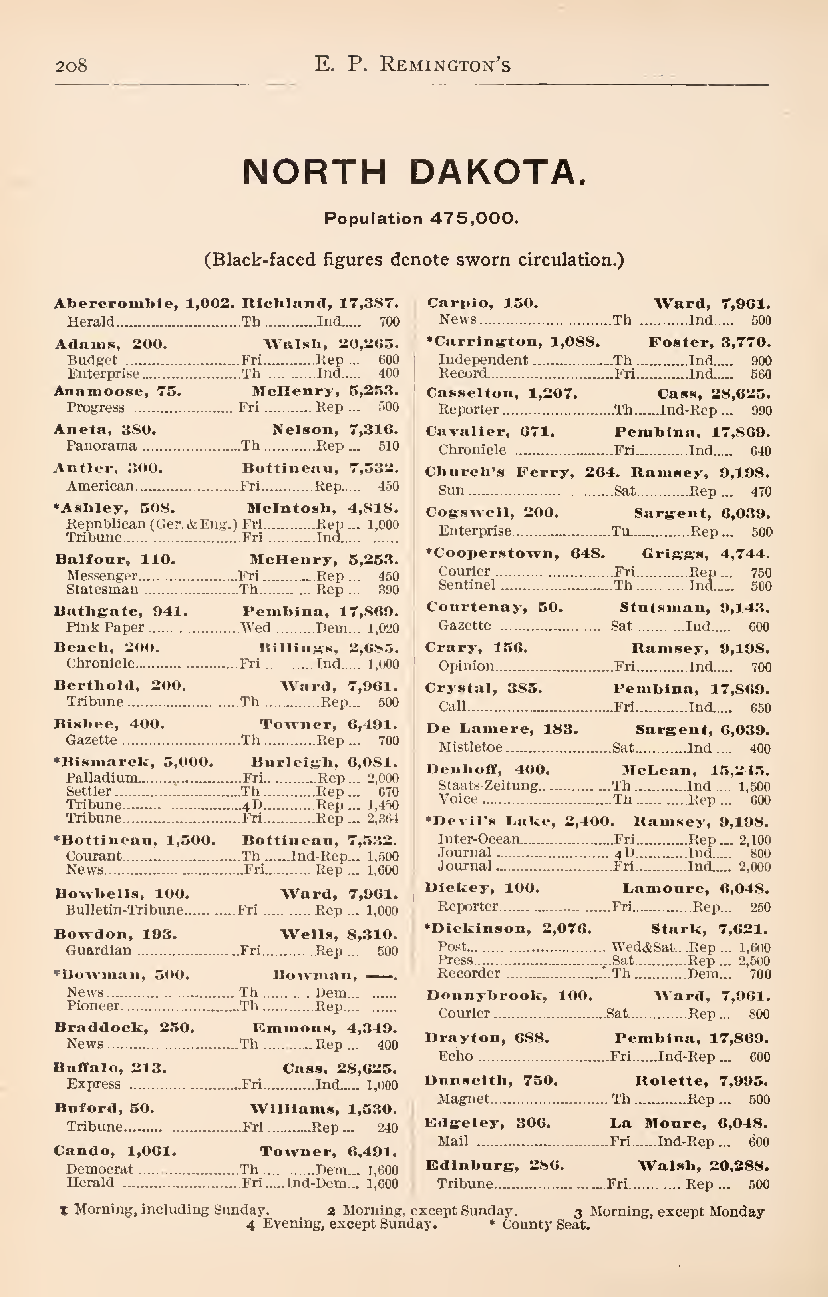 208 E. P. REMINGTON'S
NORTH DAKOTA.
Population 475,000.
(Black-faced figures denote sworn circulation.)
Abercrombie, 1,002. Richland, 17,387.
Herald Th Ind 700
Adams, 200. Walsh, 20,265.
Budget Fri Rep 600
Enterprise Th Ind 400
Anamoose, 75. McHenry, 5,253.
Progress Fri Rep 500
Aneta, 380. Nelson, 7,316.
Panorama Th Rep 510
Antler, 300. Bottineau, 7,532.
American Fri Rep 450
*Ashley, 508. McIntosh, 4,818.
Republican (Ger. & Eng.) Fri Rep 1,000
Tribune Fri Ind
Balfour, 110. McHenry, 5,253.
Messenger Fri Rep 450
Statesman Th Rep 390
Bathgate, 941. Pembina, 17,869.
Pink Paper Wed Dem 1,020
Beach, 200. Billings, 2,685.
Chronicle Fri Ind 1,000
Berthold, 200. Ward, 7,961.
Tribune Th Rep 500
Bisbee, 400. Towner, 6,491.
Gazette Th Rep 700
*Bismarck, 5,000. Burleigh, 6,081.
Palladium Fri Rep 2,000
Settler Th Rep 670
Tribune 4D Rep 1,450
Tribune Fri Rep 2,364
*Bottineau, 1,500. Bottineau, 7,532.
Courant Th Ind-Rep 1,500
News Fri Rep 1,600
Bowbells, 100. Ward, 7,961.
Bulletin-Tribune Fri Rep 1,000
Bowdon, 193. Wells, 8,310.
Guardian Fri Rep 500
*Bowman, 500. Bowman, ——.
News Th Dem
Pioneer Th Rep
Braddock, 250. Emmons, 4,349.
News Th Rep 400
Buffalo, 213. Cass, 28,625.
Express Fri Ind 1,000
Buford, 50. Williams, 1,530.
Tribune Fri Rep 240
Cando, 1,061. Towner, 6,491.
Democrat Th Dem 1,600
Herald Fri Ind-Dem 1,600
Carpio, 150. Ward, 7,961.
News Th Ind 500
*Carrington, 1,088. Foster, 3,770.
Independent Th Ind 900
Record Fri Ind 560
Casselton, 1,207. Cass, 28,625.
Reporter Th Ind-Rep 990
Cavalier, 671. Pembina, 17,869.
Chronicle Fri Ind 640
Church's Ferry, 264. Ramsey, 9,198.
Sun Sat Rep 470
Cogswell, 200. Sargent, 6,039.
Enterprise Tu Rep 500
*Cooperstown, 648. Griggs, 4,744.
Courier Fri Rep 750
Sentinel Th Ind 500
Courtenay, 50. Stutsman, 9,143.
Gazette Sat Ind 600
Crary, 156. Ramsey, 9,198.
Opinion Fri Ind 700
Crystal, 385. Pembina, 17,869.
Call Fri Ind 650
De Lamere, 183. Sargent, 6,039.
Mistletoe Sat Ind 400
Denhoff, 400. McLean, 15,245.
Staats-Zeitung Th Ind 1,500
Voice Th Rep 600
*Devil's Lake, 2,400. Ramsey, 9,198.
Inter-Ocean Fri Rep 2,100
Journal 4D Ind 800
Journal Fri Ind 2,000
Dickey, 100. Lamoure, 6,048.
Reporter Fri Rep 250
*Dickinson, 2,076. Stark, 7,621.
Post Wed&Sat Rep 1,600
Press Sat Rep 2,500
Recorder Th Dem 700
Donnybrook, 100. Ward, 7,961.
Courier Sat Rep 800
Drayton, 688. Pembina, 17,869.
Echo Fri Ind-Rep 600
Dunseith, 750. Rolette, 7,995.
Magnet Th Rep 500
Edgeley, 306. La Moure, 6,048.
Mail Fri Ind-Rep 600
Edinburg, 286. Walsh, 20,288.
Tribune Fri Rep 500
1 Morning, including Sunday. 2 Morning, except Sunday. 3 Morning, except Monday
4 Evening, except Sunday. * County Seat.